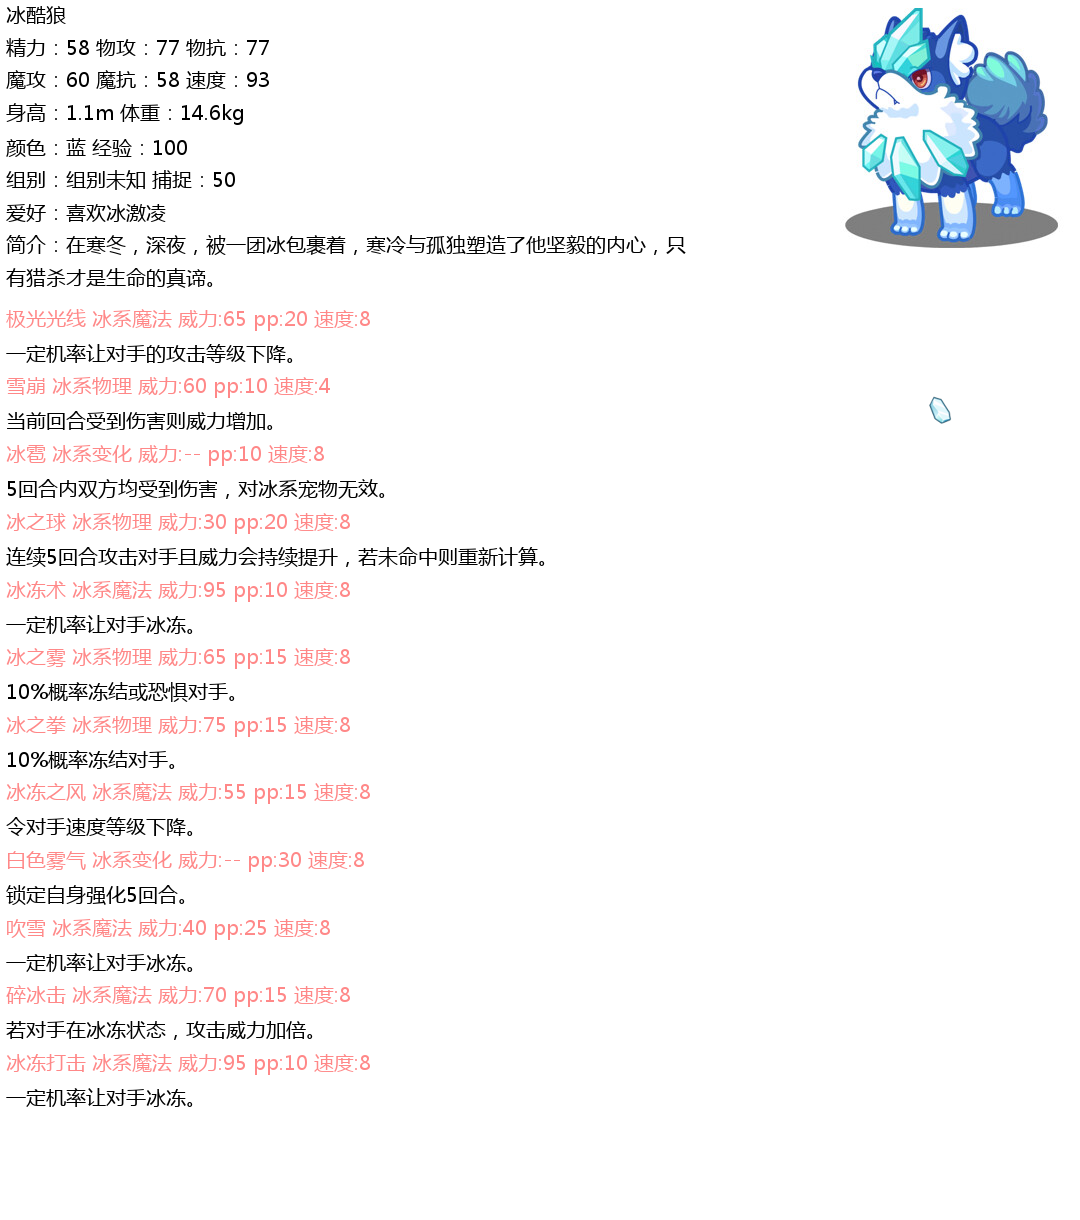 冰酷狼
精力：58 物攻：77 物抗：77
魔攻：60 魔抗：58 速度：93
身高：1.1m 体重：14.6kg
颜色：蓝 经验：100
组别：组别未知 捕捉：50
爱好：喜欢冰激凌
简介：在寒冬，深夜，被一团冰包裹着，寒冷与孤独塑造了他坚毅的内心，只
有猎杀才是生命的真谛。
极光光线 冰系魔法 威力:65 pp:20 速度:8
一定机率让对手的攻击等级下降。
雪崩 冰系物理 威力:60 pp:10 速度:4
当前回合受到伤害则威力增加。
冰雹 冰系变化 威力:-- pp:10 速度:8
5回合内双方均受到伤害，对冰系宠物无效。
冰之球 冰系物理 威力:30 pp:20 速度:8
连续5回合攻击对手且威力会持续提升，若未命中则重新计算。
冰冻术 冰系魔法 威力:95 pp:10 速度:8
一定机率让对手冰冻。
冰之雾 冰系物理 威力:65 pp:15 速度:8
10%概率冻结或恐惧对手。
冰之拳 冰系物理 威力:75 pp:15 速度:8
10%概率冻结对手。
冰冻之风 冰系魔法 威力:55 pp:15 速度:8
令对手速度等级下降。
白色雾气 冰系变化 威力:-- pp:30 速度:8
锁定自身强化5回合。
吹雪 冰系魔法 威力:40 pp:25 速度:8
一定机率让对手冰冻。
碎冰击 冰系魔法 威力:70 pp:15 速度:8
若对手在冰冻状态，攻击威力加倍。
冰冻打击 冰系魔法 威力:95 pp:10 速度:8
一定机率让对手冰冻。